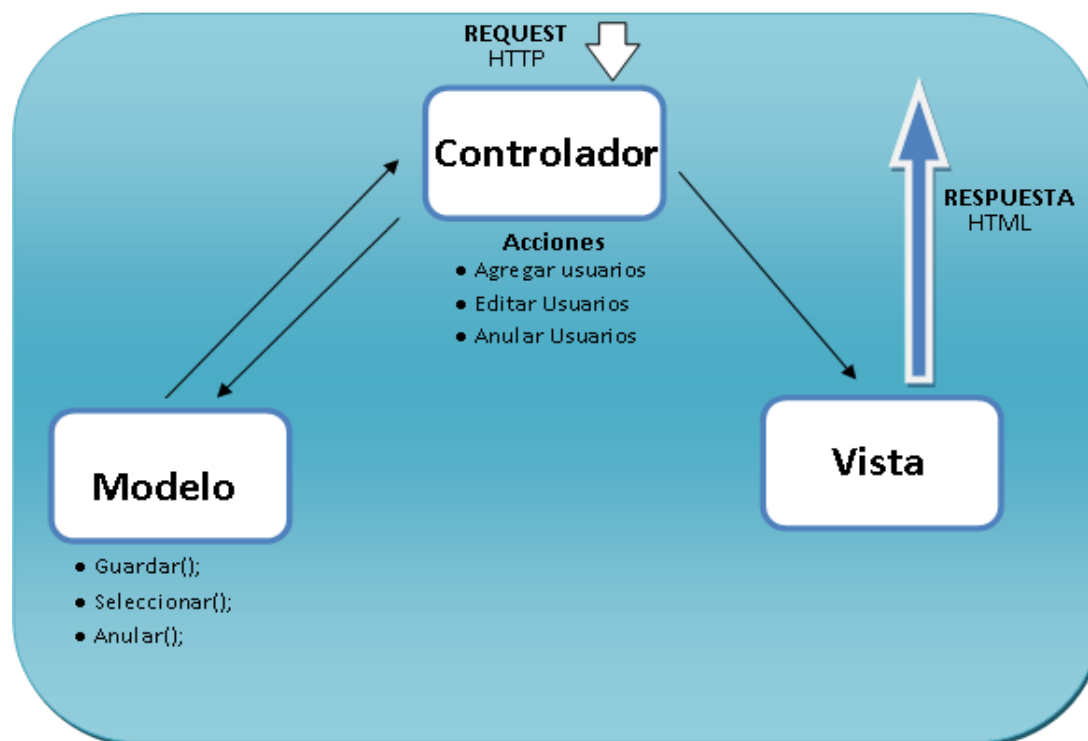 REQUEST
HTTP
Controlador
Acciones
● Agregar usuarios
● Editar Usuarios
● Anular Usuarios
RESPUESTA
HTML
Modelo
● Guardar();
● Seleccionar();
● Anular();
Vista